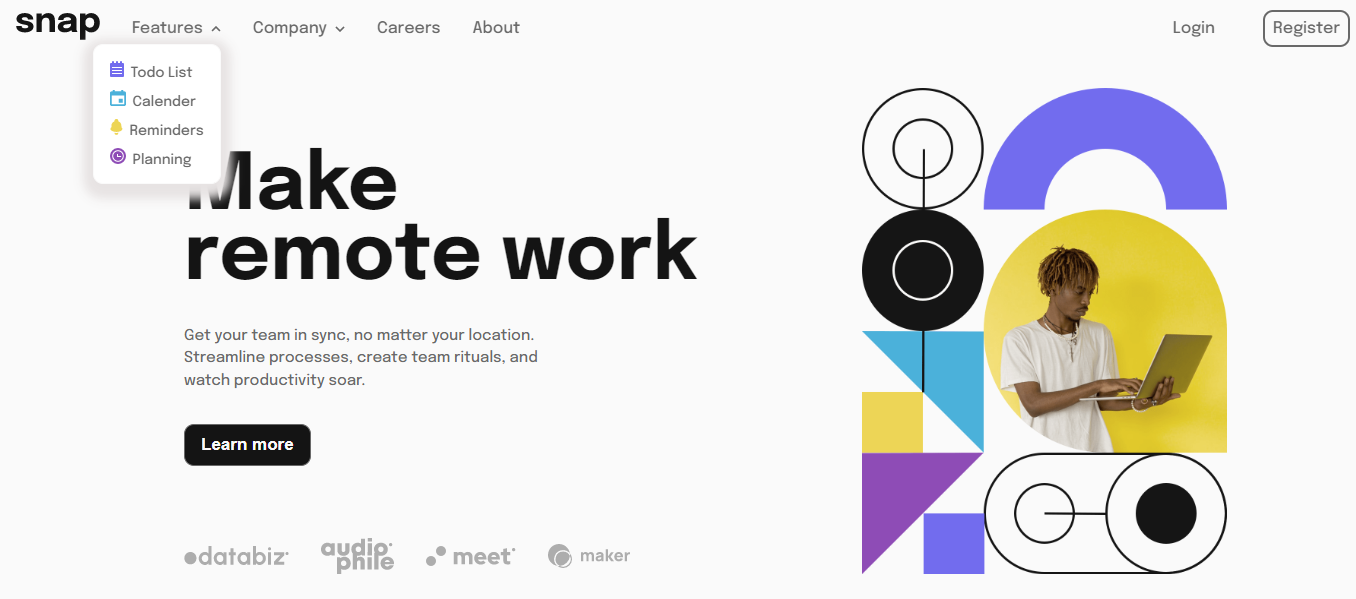 snap
Features
Company
Careers
About
Login
Register
Todo List
Calender
Reminders
Planning
Make
remote work
Get your team in sync, no matter your location.
Streamline processes, create team rituals, and
watch productivity soar.
Learn more
databiz
audiophile
meet
maker